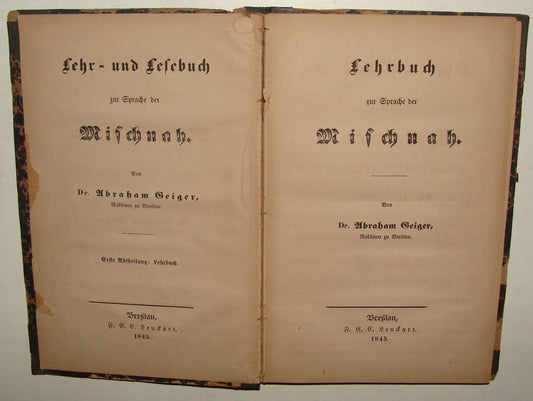 Lehr- und Lesebuch
zur Sprache der
Mischnah.
Von
Dr. Abraham Geiger,
Rabbiner zu Breslau.
Erste Abtheilung: Lehrbuch.
Breslau,
F. E. C. Leuckart.
1845.
Lehrbuch
zur Sprache der
Mischnah.
Von
Dr. Abraham Geiger,
Rabbiner zu Breslau.
Breslau,
F. E. C. Leuckart.
1845.